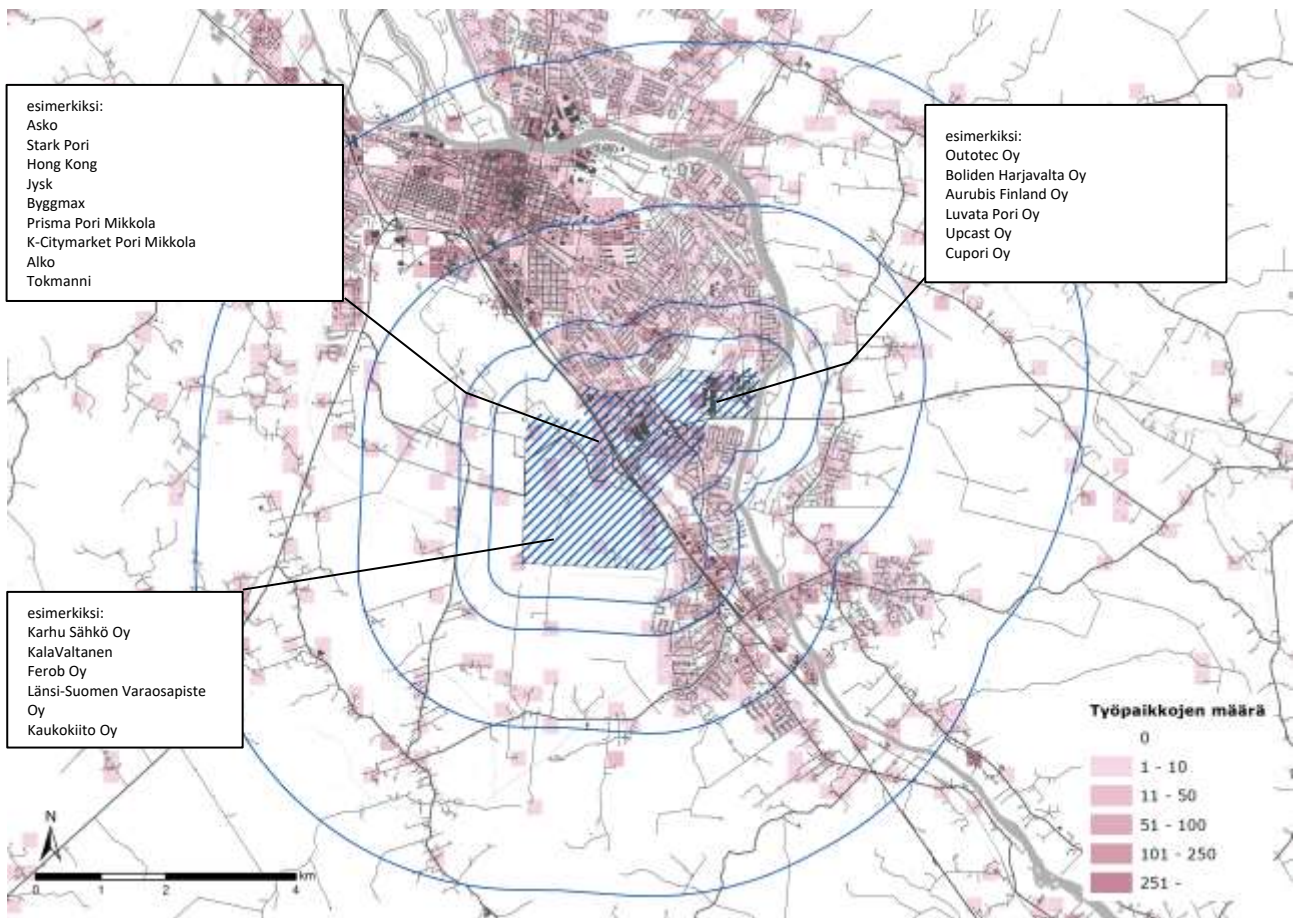 esimerkiksi:
Asko
Stark Pori
Hong Kong
Jysk
Byggmax
Prisma Pori Mikkola
K-Citymarket Pori Mikkola
Alko
Tokmanni
esimerkiksi:
Outotec Oy
Boliden Harjavalta Oy
Aurubis Finland Oy
Luvata Pori Oy
Upcast Oy
Cupori Oy
esimerkiksi:
Karhu Sähkö Oy
KalaValtanen
Ferob Oy
Länsi-Suomen Varaosapiste
Oy
Kaukokiito Oy
Työpaikkojen määrä
0
1 - 10
11 - 50
51 - 100
101 - 250
251 -
N
km
0 1 2 4